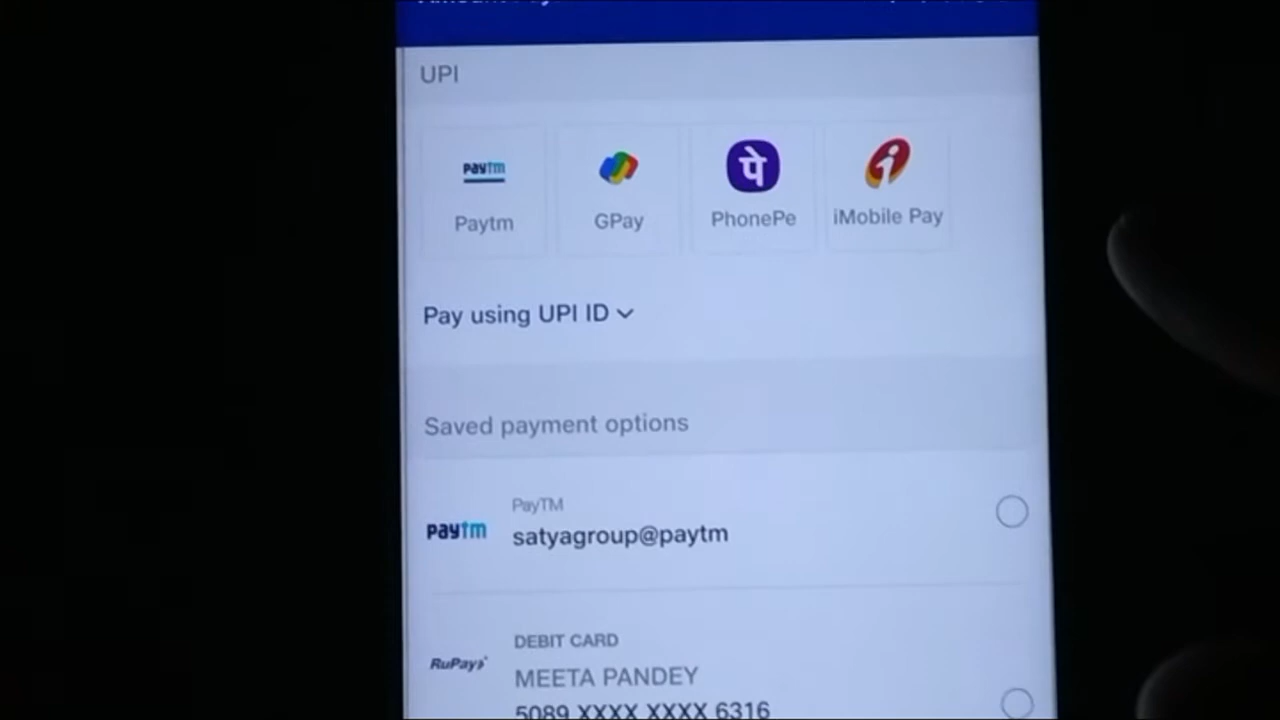 UPI
Paytm
पे
i
Paytm GPay PhonePe iMobile Pay
Pay using UPI ID
Saved payment options
PayTM
Paytm
satyagroup@paytm
DEBIT CARD
RuPay
MEETA PANDEY
5089 XXXX XXXX 6316